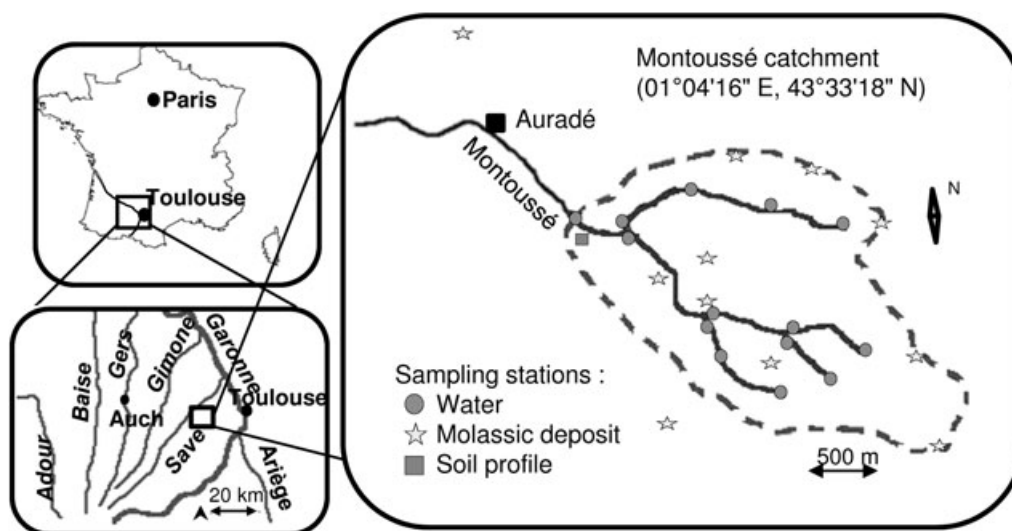 Paris
Toulouse
Baise
Gers
Gimone
Garonne
Toulouse
Auch
Save
Adour
Ariège
20 km
Montoussé catchment
(01°04'16" E, 43°33'18" N)
Auradé
Montoussé
N
Sampling stations :
Water
Molassic deposit
Soil profile
500 m